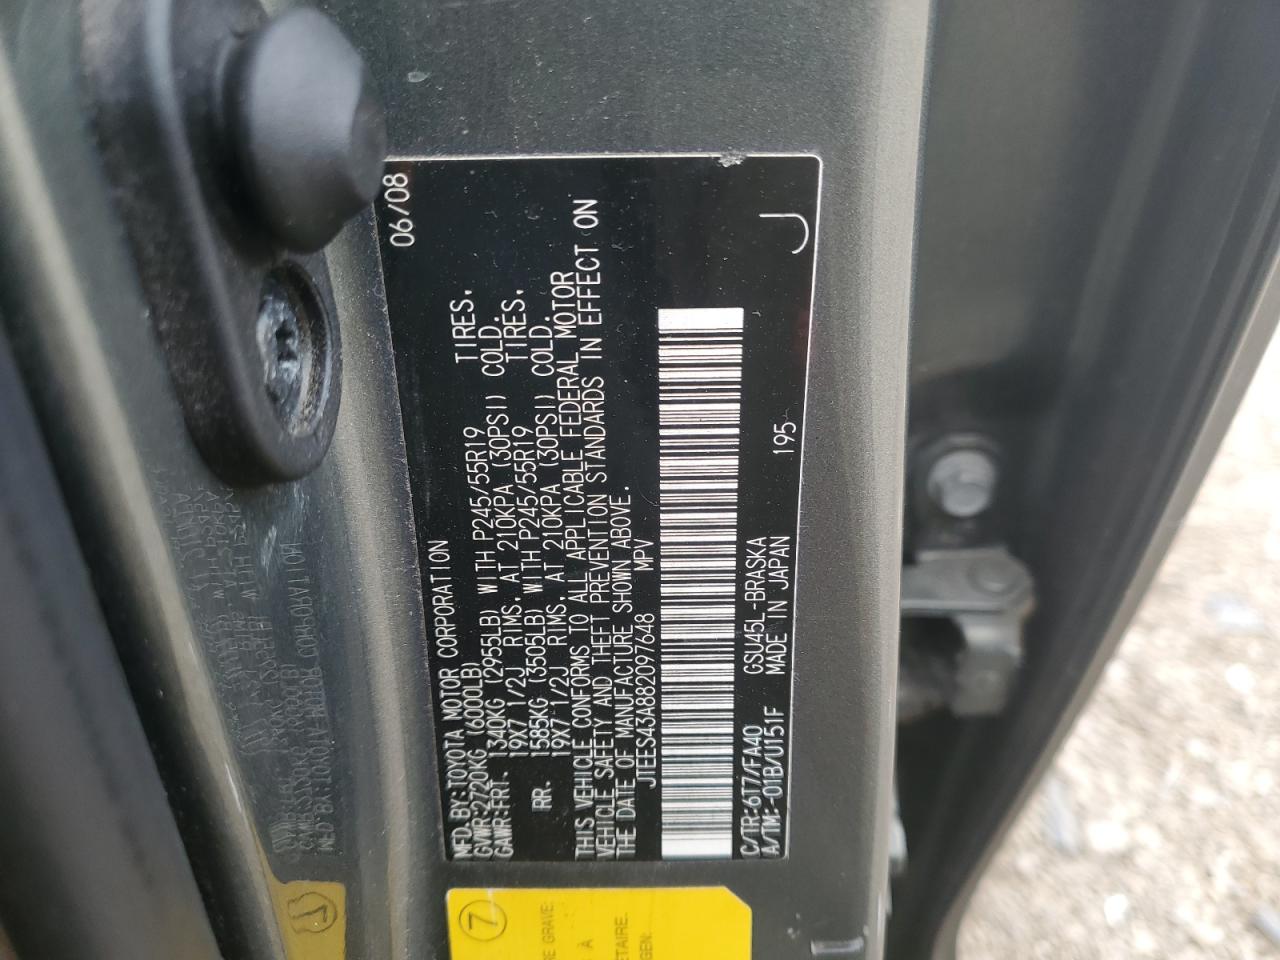 MFD. BY: TOYOTA MOTOR CORPORATION 06/08
GVWR: 2720KG (6000LB)
GAWR: FRT. 1340KG (2955LB) WITH P245/55R19 TIRES.
19X7 1/2J RIMS. AT 210KPA (30PSI) COLD.
RR. 1585KG (3505LB) WITH P245/55R19 TIRES.
19X7 1/2J RIMS. AT 210KPA (30PSI) COLD.
THIS VEHICLE CONFORMS TO ALL APPLICABLE FEDERAL MOTOR
VEHICLE SAFETY AND THEFT PREVENTION STANDARDS IN EFFECT ON
THE DATE OF MANUFACTURE SHOWN ABOVE.
JTEES43A882097648 MPV
C/TR: 6T7/FA40 GSU45L-BRASKA 195
A/TM: -01B/U151F MADE IN JAPAN J
7
GRAVE:
À
ETAIRE.